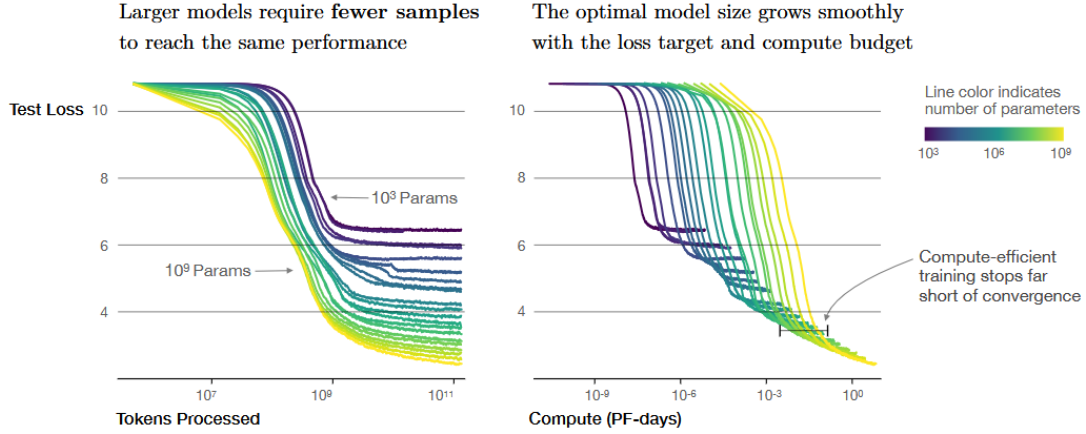 Larger models require fewer samples
to reach the same performance
The optimal model size grows smoothly
with the loss target and compute budget
Test Loss
10
8
6
4
10³ Params
10⁹ Params
10⁷
10⁹
10¹¹
Tokens Processed
10
8
6
4
10⁻⁹
10⁻⁶
10⁻³
10⁰
Compute (PF-days)
Line color indicates
number of parameters
10³
10⁶
10⁹
Compute-efficient
training stops far
short of convergence